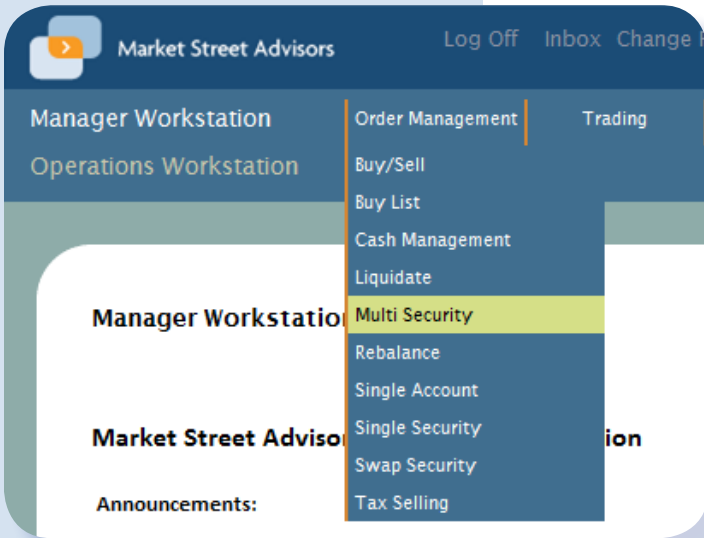 Market Street Advisors
Log Off Inbox Change
Manager Workstation
Order Management
Trading
Operations Workstation
Buy/Sell
Buy List
Cash Management
Liquidate
Manager Workstatio
Multi Security
Rebalance
Single Account
Market Street Adviso
Single Security
ion
Swap Security
Announcements:
Tax Selling